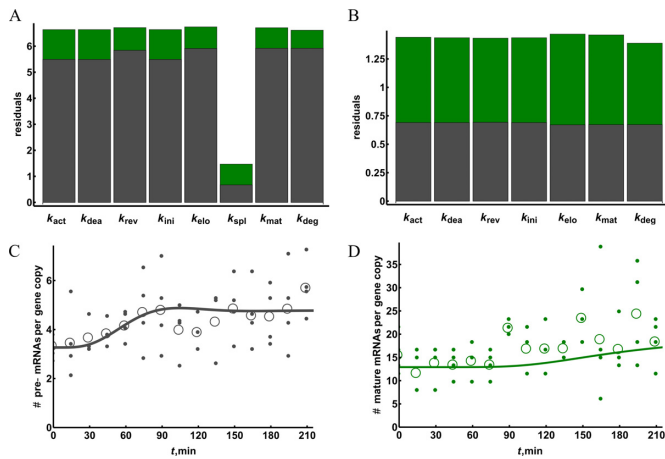 A
residuals
6
5
4
3
2
1
0
kact kdea krev kini kelo kspl kmat kdeg
B
residuals
1.25
0.75
0.5
0.25
0
kact kdea krev kini kelo kmat kdeg
C
# pre- mRNAs per gene copy
6
4
2
0
0 30 60 90 120 150 180 210
t,min
D
# mature mRNAs per gene copy
35
30
25
20
15
10
5
0
0 30 60 90 120 150 180 210
t,min